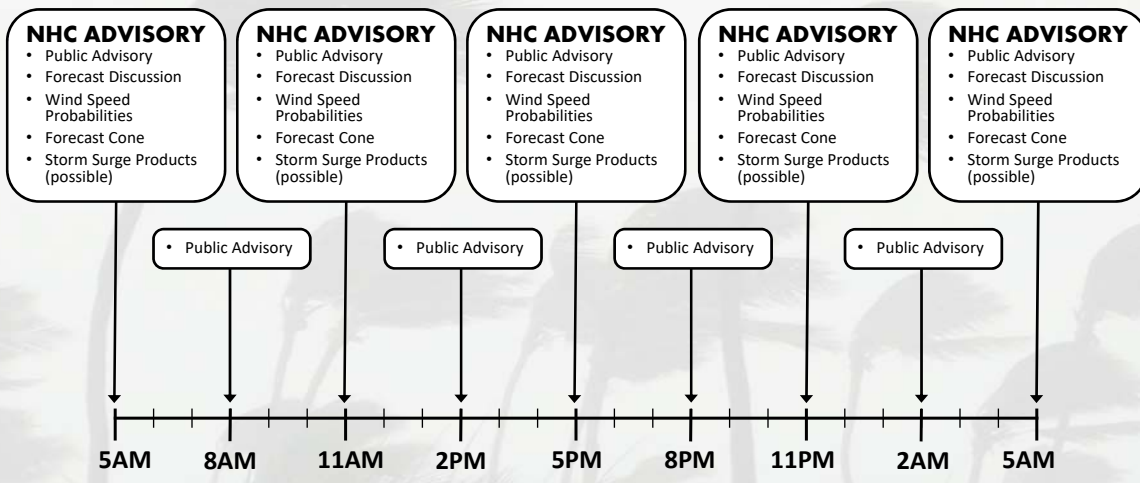 NHC ADVISORY
• Public Advisory
• Forecast Discussion
• Wind Speed
Probabilities
• Forecast Cone
• Storm Surge Products
(possible)
NHC ADVISORY
• Public Advisory
• Forecast Discussion
• Wind Speed
Probabilities
• Forecast Cone
• Storm Surge Products
(possible)
NHC ADVISORY
• Public Advisory
• Forecast Discussion
• Wind Speed
Probabilities
• Forecast Cone
• Storm Surge Products
(possible)
NHC ADVISORY
• Public Advisory
• Forecast Discussion
• Wind Speed
Probabilities
• Forecast Cone
• Storm Surge Products
(possible)
NHC ADVISORY
• Public Advisory
• Forecast Discussion
• Wind Speed
Probabilities
• Forecast Cone
• Storm Surge Products
(possible)
• Public Advisory
• Public Advisory
• Public Advisory
• Public Advisory
5AM 8AM 11AM 2PM 5PM 8PM 11PM 2AM 5AM